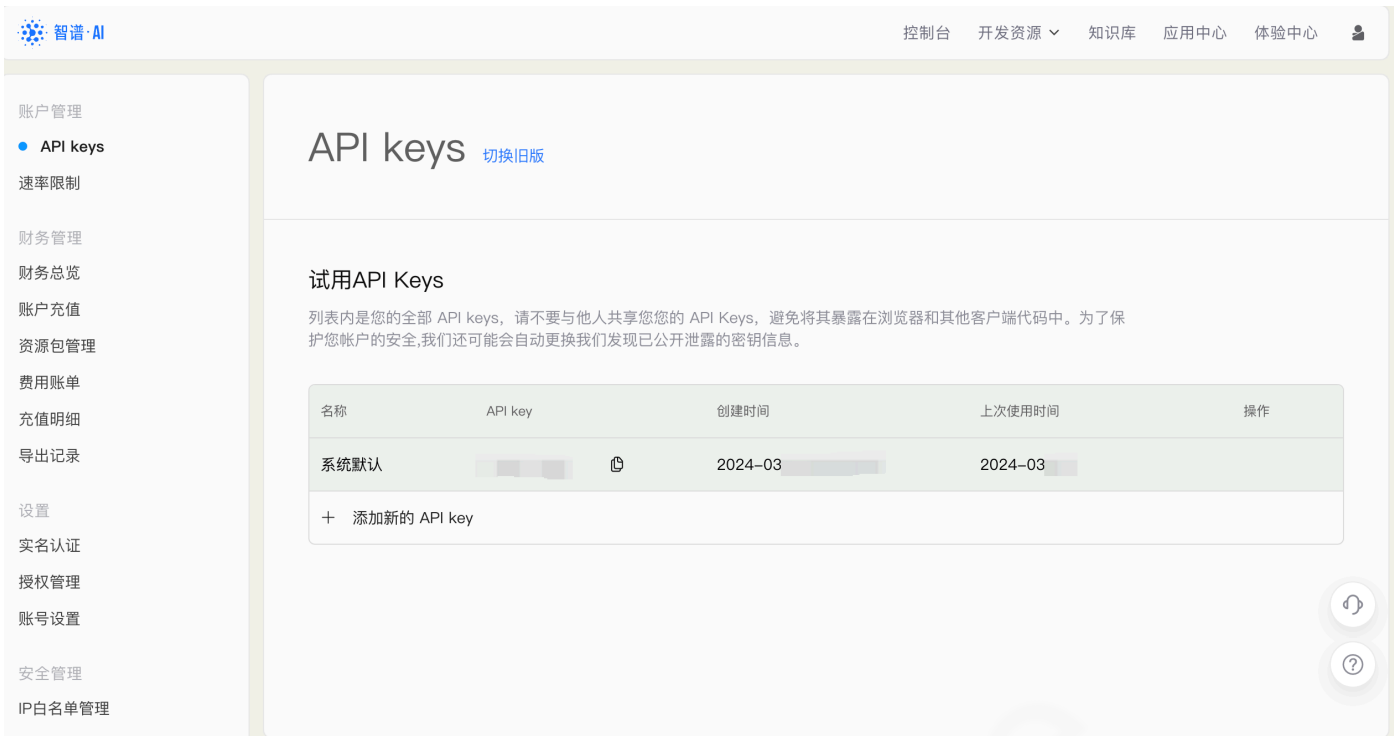 智谱·AI
控制台 开发资源 知识库 应用中心 体验中心
账户管理
API keys
速率限制
财务管理
财务总览
账户充值
资源包管理
费用账单
充值明细
导出记录
设置
实名认证
授权管理
账号设置
安全管理
IP白名单管理
API keys 切换旧版
试用API Keys
列表内是您的全部 API keys，请不要与他人共享您您的 API Keys，避免将其暴露在浏览器和其他客户端代码中。为了保
护您帐户的安全,我们还可能会自动更换我们发现已公开泄露的密钥信息。
名称 API key 创建时间 上次使用时间 操作
系统默认 2024-03 2024-03
+ 添加新的 API key